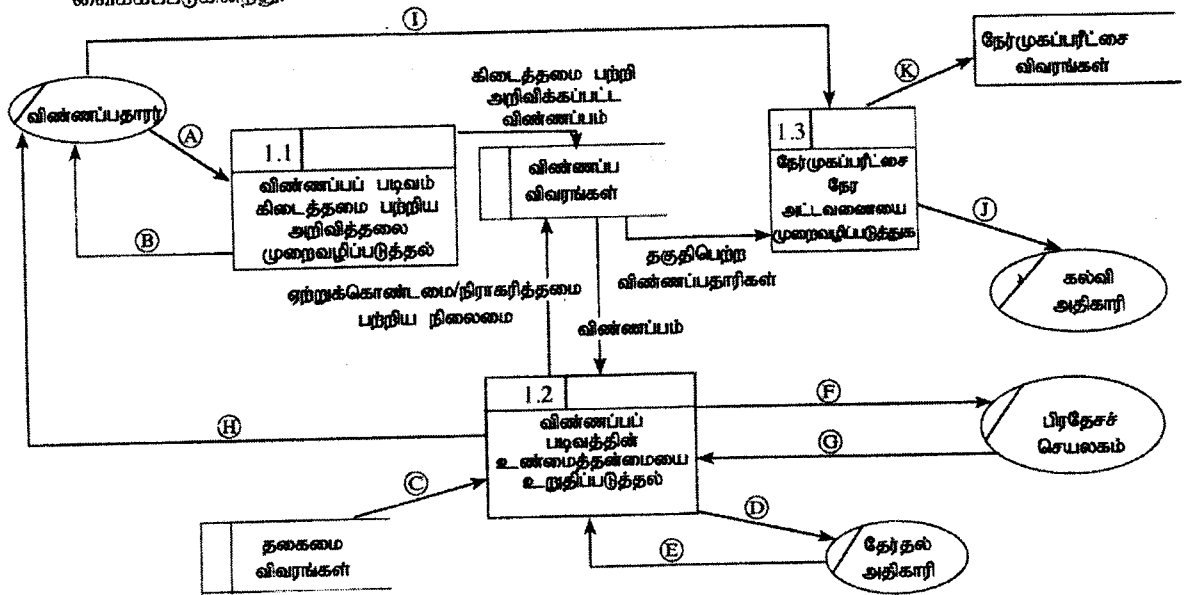 Ⓘ
நேர்முகப்பரீட்சை
விவரங்கள்
Ⓚ
கிடைத்தமை பற்றி
அறிவிக்கப்பட்ட
விண்ணப்பம்
விண்ணப்பதாரர்
Ⓐ
1.1
விண்ணப்பப் படிவம்
கிடைத்தமை பற்றிய
அறிவித்தலை
முறைவழிப்படுத்தல்
Ⓑ
விண்ணப்ப
விவரங்கள்
1.3
நேர்முகப்பரீட்சை
நேர
அட்டவணையை
முறைவழிப்படுத்துக
Ⓙ
தகுதிபெற்ற
விண்ணப்பதாரிகள்
கல்வி
அதிகாரி
ஏற்றுக்கொண்டமை/நிராகரித்தமை
பற்றிய நிலைமை
விண்ணப்பம்
1.2
விண்ணப்பப்
படிவத்தின்
உண்மைத்தன்மையை
உறுதிப்படுத்தல்
Ⓕ
பிரதேசச்
செயலகம்
Ⓖ
Ⓗ
Ⓒ
Ⓓ
Ⓔ
தகைமை
விவரங்கள்
தேர்தல்
அதிகாரி